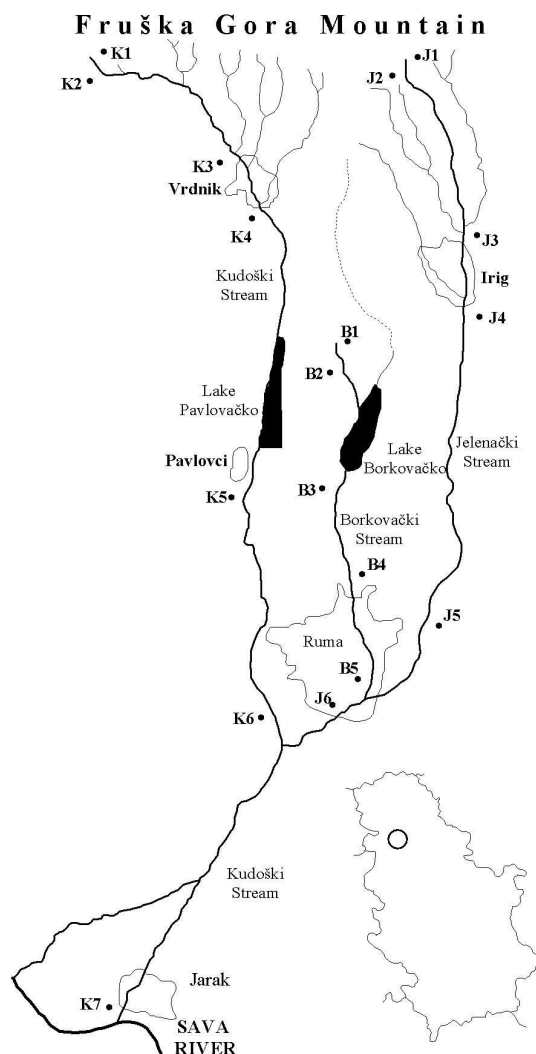 Fruška Gora Mountain
K1
J1
K2
J2
K3
Vrdnik
K4
J3
Kudoški
Stream
Irig
J4
B1
B2
Lake
Pavlovačko
Pavlovci
Lake
Borkovačko
Jelenački
Stream
K5
B3
Borkovački
Stream
B4
J5
Ruma
B5
J6
K6
Kudoški
Stream
Jarak
K7
SAVA
RIVER